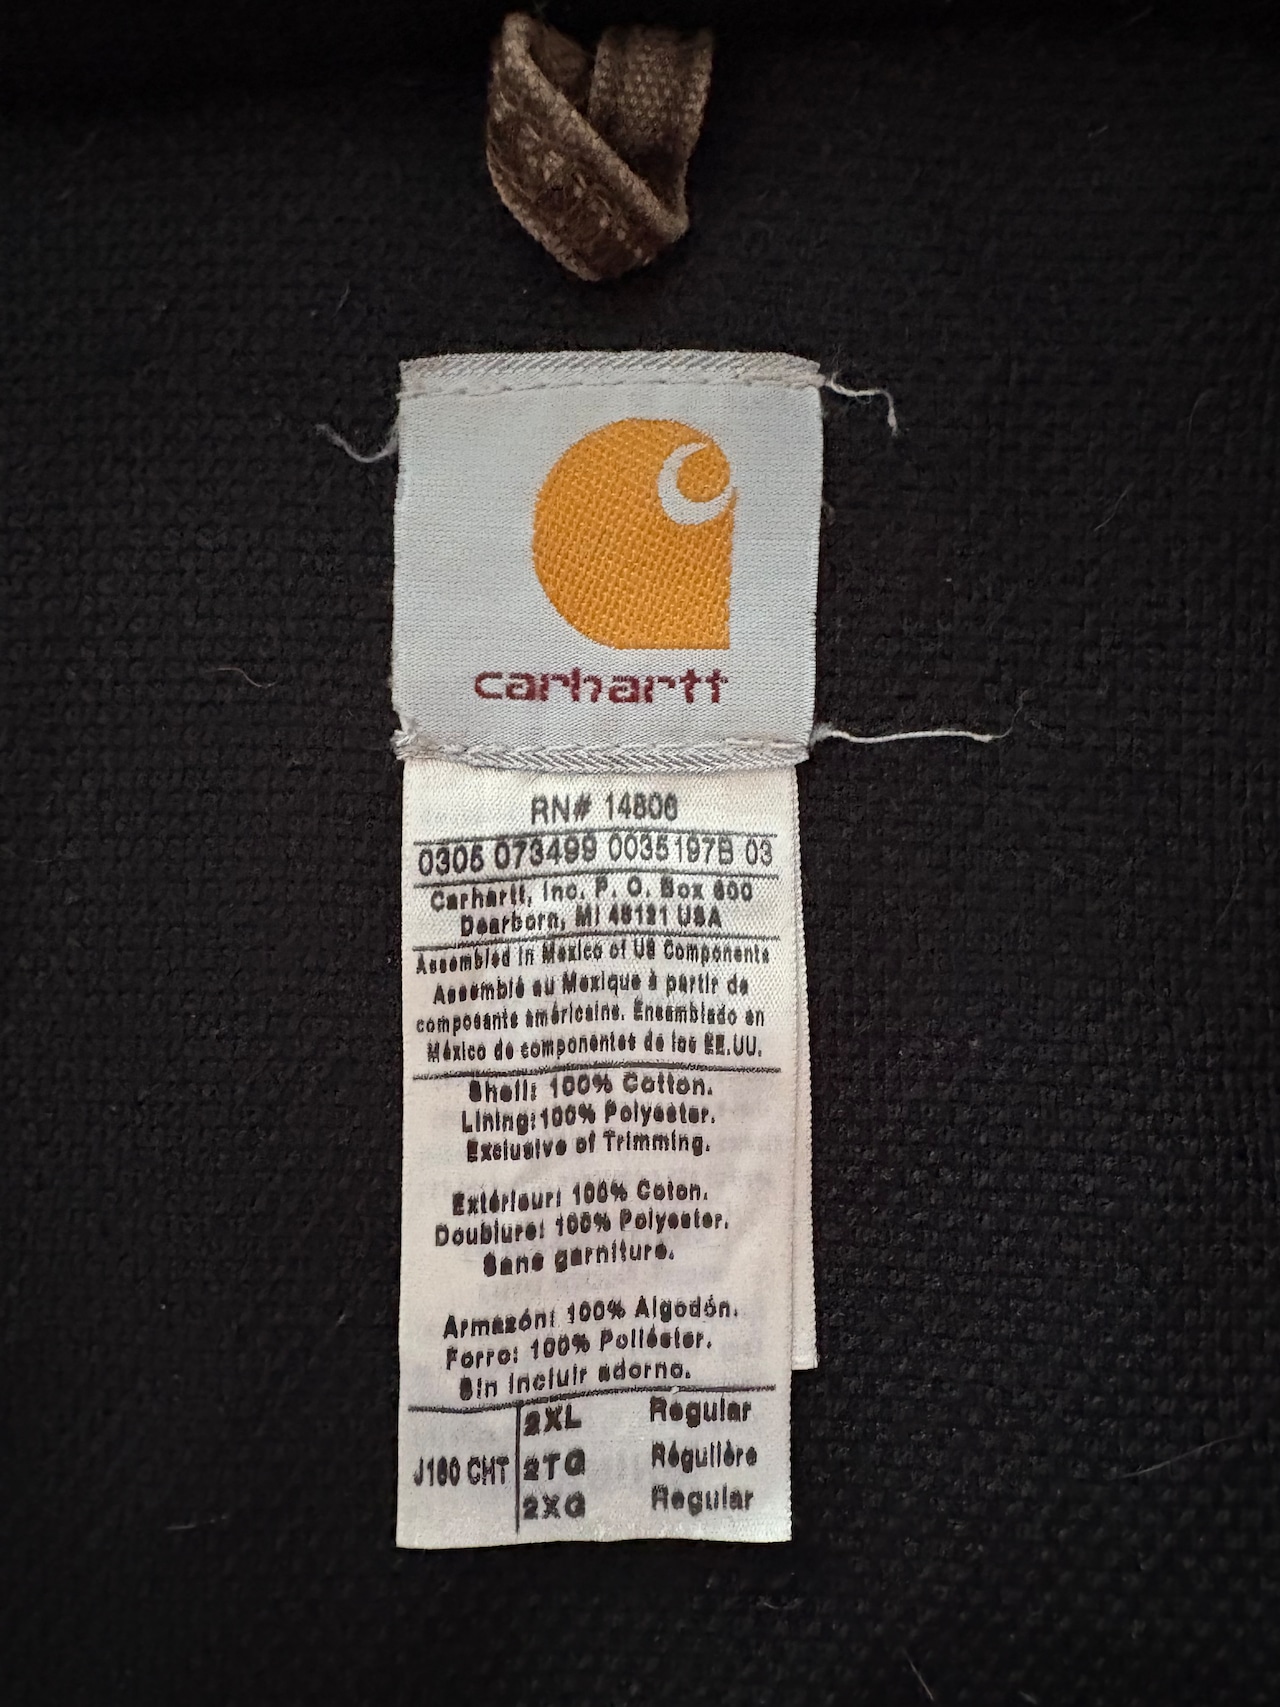 carhartt
RN# 14806
0305 073499 0035197B 03
Carhartt, Inc. P. O. Box 600
Dearborn, MI 48121 USA
Assembled in Mexico of US Components
Assemblé au Mexique à partir de
composants américains. Ensamblado en
México de componentes de los EE.UU.
Shell: 100% Cotton.
Lining: 100% Polyester.
Exclusive of Trimming.
Extérieur: 100% Coton.
Doublure: 100% Polyester.
Sans garniture.
Armazón: 100% Algodón.
Forro: 100% Poliéster.
Sin incluir adorno.
2XL Regular
J160 CHT 2TG Régulière
2XG Regular